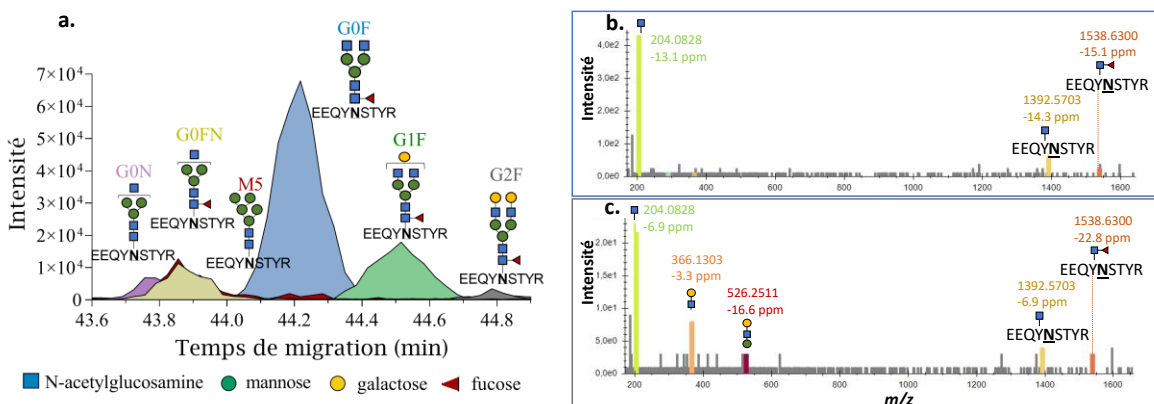 a.
Intensité
7×10⁴
6×10⁴
5×10⁴
4×10⁴
3×10⁴
2×10⁴
1×10⁴
0
G0N
EEQYNSTYR
G0FN
EEQYNSTYR
M5
EEQYNSTYR
G0F
EEQYNSTYR
G1F
EEQYNSTYR
G2F
EEQYNSTYR
43.6 43.8 44.0 44.2 44.4 44.6 44.8
Temps de migration (min)
N-acetylglucosamine mannose galactose fucose
b.
Intensité
4,0e2
3,0e2
2,0e2
1,0e2
0,0e0
204.0828
-13.1 ppm
1392.5703
-14.3 ppm
EEQYNSTYR
1538.6300
-15.1 ppm
EEQYNSTYR
200 400 600 800 1000 1200 1400 1600
c.
Intensité
2,0e1
1,5e1
1,0e1
5,0e0
0,0e0
204.0828
-6.9 ppm
366.1303
-3.3 ppm
526.2511
-16.6 ppm
1392.5703
-6.9 ppm
EEQYNSTYR
1538.6300
-22.8 ppm
EEQYNSTYR
200 400 600 800 1000 1200 1400 1600
m/z